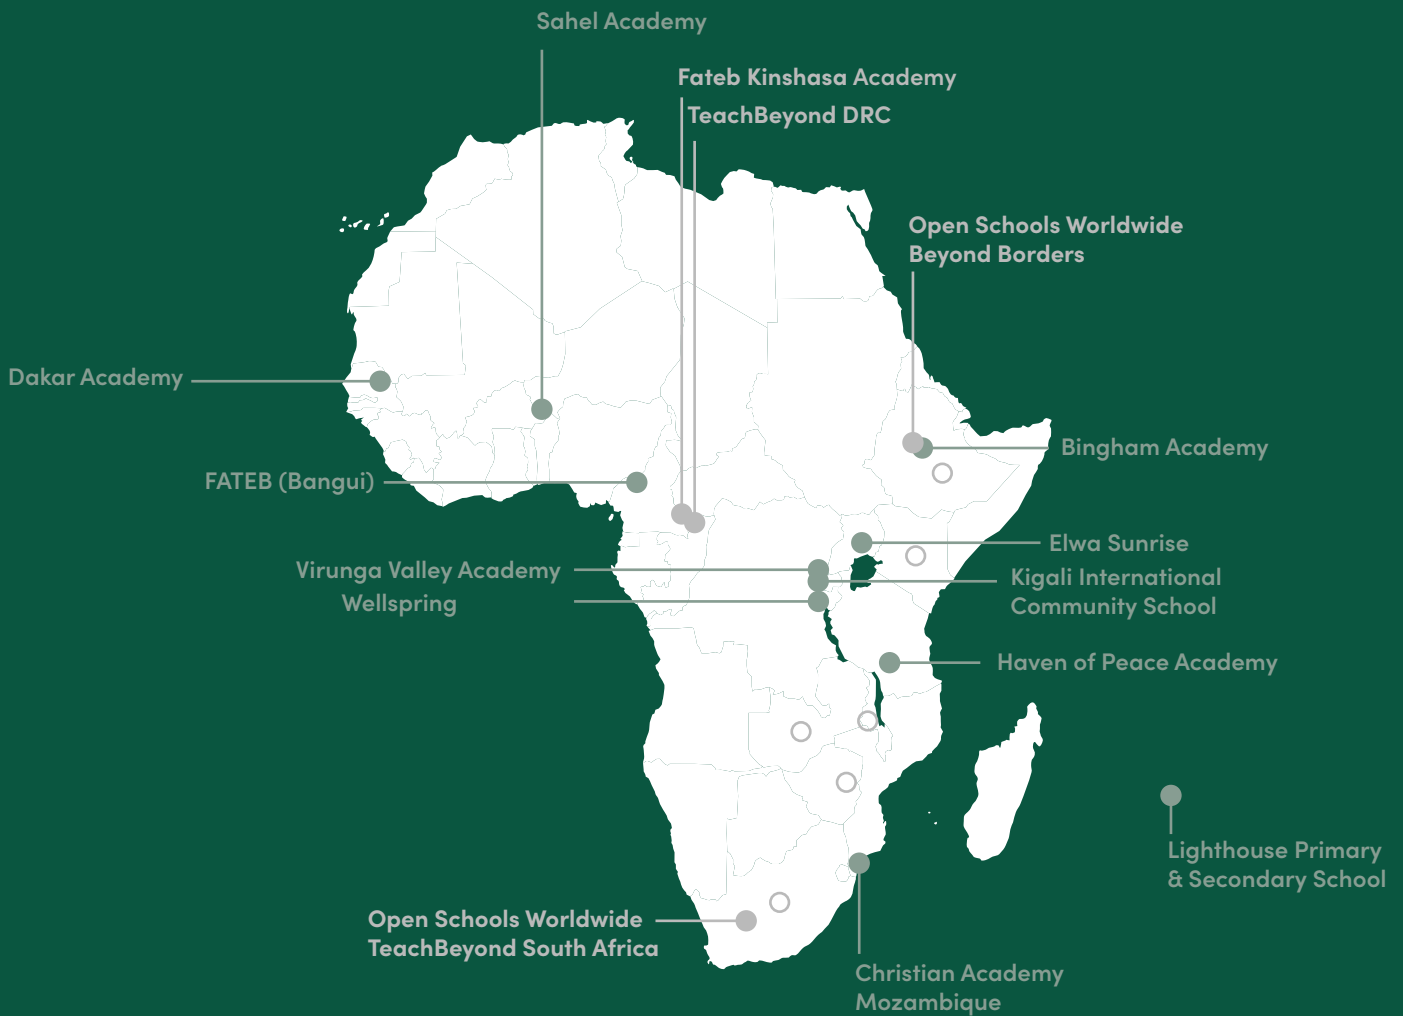 Sahel Academy
Fateb Kinshasa Academy
TeachBeyond DRC
Open Schools Worldwide
Beyond Borders
Dakar Academy
Bingham Academy
FATEB (Bangui)
Elwa Sunrise
Virunga Valley Academy
Kigali International
Community School
Wellspring
Haven of Peace Academy
Lighthouse Primary
& Secondary School
Open Schools Worldwide
TeachBeyond South Africa
Christian Academy
Mozambique